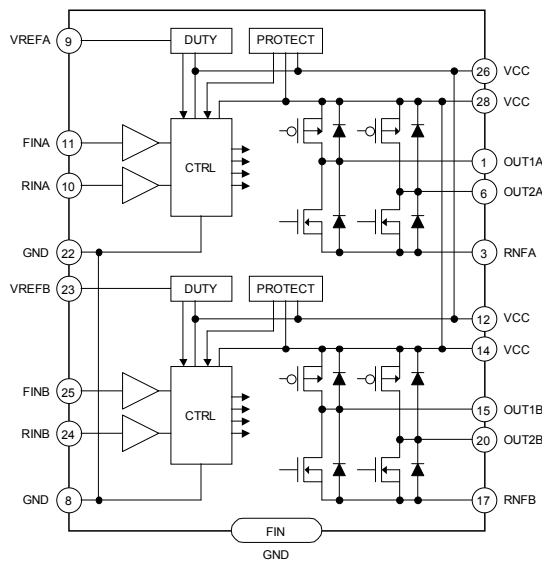 VREFA 9 DUTY PROTECT
26 VCC
28 VCC
FINA 11
CTRL
1 OUT1A
RINA 10
6 OUT2A
GND 22
3 RNFA
VREFB 23 DUTY PROTECT
12 VCC
14 VCC
FINB 25
CTRL
15 OUT1B
RINB 24
20 OUT2B
GND 8
17 RNFB
FIN
GND